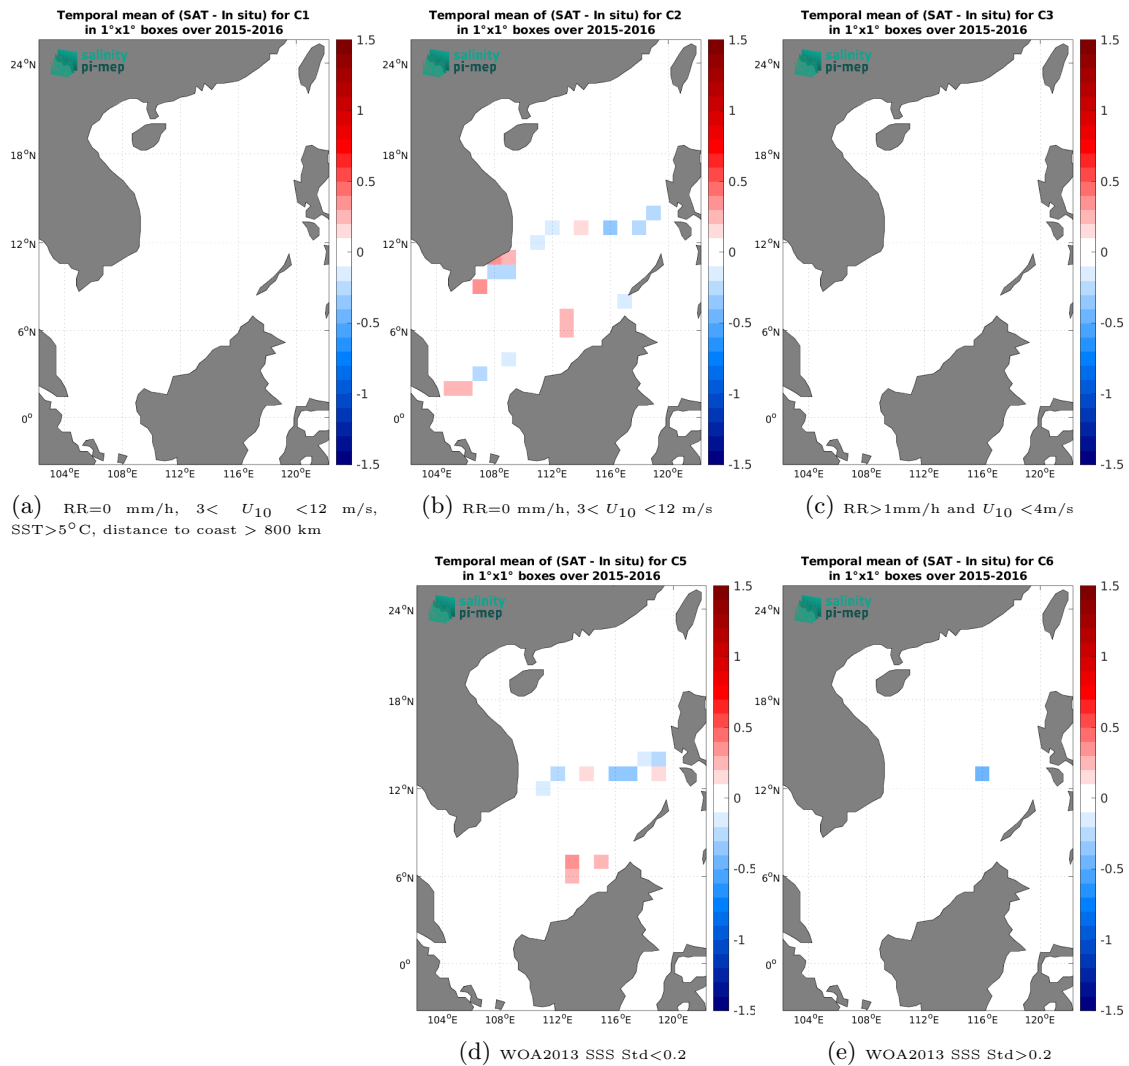 Temporal mean of (SAT - In situ) for C1
in 1°x1° boxes over 2015-2016
salinity
pi-mep
24°N
18°N
12°N
6°N
0°
104°E 108°E 112°E 116°E 120°E
1.5
1
0.5
0
-0.5
-1
-1.5
(a) RR=0 mm/h, 3< U10 <12 m/s,
SST>5°C, distance to coast > 800 km
Temporal mean of (SAT - In situ) for C2
in 1°x1° boxes over 2015-2016
salinity
pi-mep
24°N
18°N
12°N
6°N
0°
104°E 108°E 112°E 116°E 120°E
1.5
1
0.5
0
-0.5
-1
-1.5
(b) RR=0 mm/h, 3< U10 <12 m/s
Temporal mean of (SAT - In situ) for C3
in 1°x1° boxes over 2015-2016
salinity
pi-mep
24°N
18°N
12°N
6°N
0°
104°E 108°E 112°E 116°E 120°E
1.5
1
0.5
0
-0.5
-1
-1.5
(c) RR>1mm/h and U10 <4m/s
Temporal mean of (SAT - In situ) for C5
in 1°x1° boxes over 2015-2016
salinity
pi-mep
24°N
18°N
12°N
6°N
0°
104°E 108°E 112°E 116°E 120°E
1.5
1
0.5
0
-0.5
-1
-1.5
(d) WOA2013 SSS Std<0.2
Temporal mean of (SAT - In situ) for C6
in 1°x1° boxes over 2015-2016
salinity
pi-mep
24°N
18°N
12°N
6°N
0°
104°E 108°E 112°E 116°E 120°E
1.5
1
0.5
0
-0.5
-1
-1.5
(e) WOA2013 SSS Std>0.2